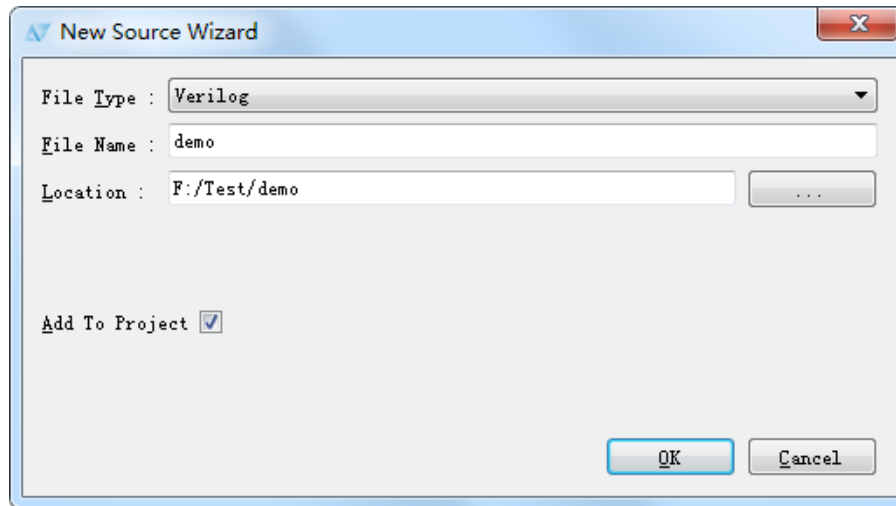 New Source Wizard
File Type : Verilog
File Name : demo
Location : F:/Test/demo ...
Add To Project
OK Cancel